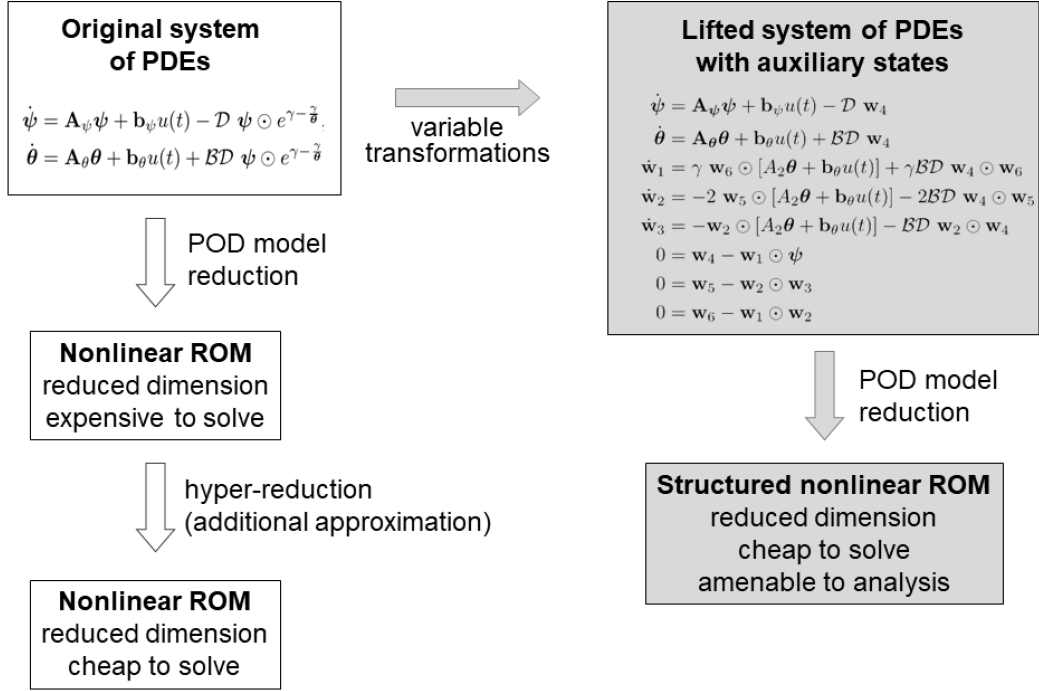 Original system
of PDEs
ψ̇ = A_ψψ + b_ψu(t) − 𝒟 ψ ⊙ e^{γ−γ/θ},
θ̇ = A_θθ + b_θu(t) + ℬ𝒟 ψ ⊙ e^{γ−γ/θ}
variable
transformations
Lifted system of PDEs
with auxiliary states
ψ̇ = A_ψψ + b_ψu(t) − 𝒟 w₄
θ̇ = A_θθ + b_θu(t) + ℬ𝒟 w₄
ẇ₁ = γ w₆ ⊙ [A₂θ + b_θu(t)] + γℬ𝒟 w₄ ⊙ w₆
ẇ₂ = −2 w₅ ⊙ [A₂θ + b_θu(t)] − 2ℬ𝒟 w₄ ⊙ w₅
ẇ₃ = −w₂ ⊙ [A₂θ + b_θu(t)] − ℬ𝒟 w₂ ⊙ w₄
0 = w₄ − w₁ ⊙ ψ
0 = w₅ − w₂ ⊙ w₃
0 = w₆ − w₁ ⊙ w₂
POD model
reduction
Nonlinear ROM
reduced dimension
expensive to solve
hyper-reduction
(additional approximation)
Nonlinear ROM
reduced dimension
cheap to solve
POD model
reduction
Structured nonlinear ROM
reduced dimension
cheap to solve
amenable to analysis